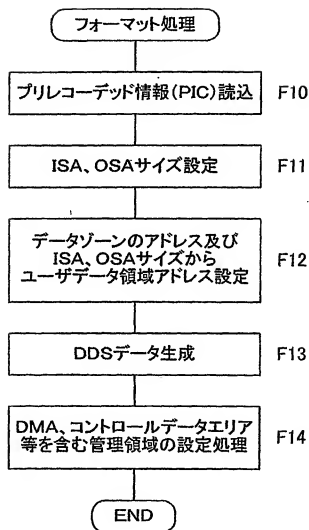 フォーマット処理
プリレコーデッド情報(PIC)読込 F10
ISA、OSAサイズ設定 F11
データゾーンのアドレス及び
ISA、OSAサイズから F12
ユーザデータ領域アドレス設定
DDSデータ生成 F13
DMA、コントロールデータエリア F14
等を含む管理領域の設定処理
END